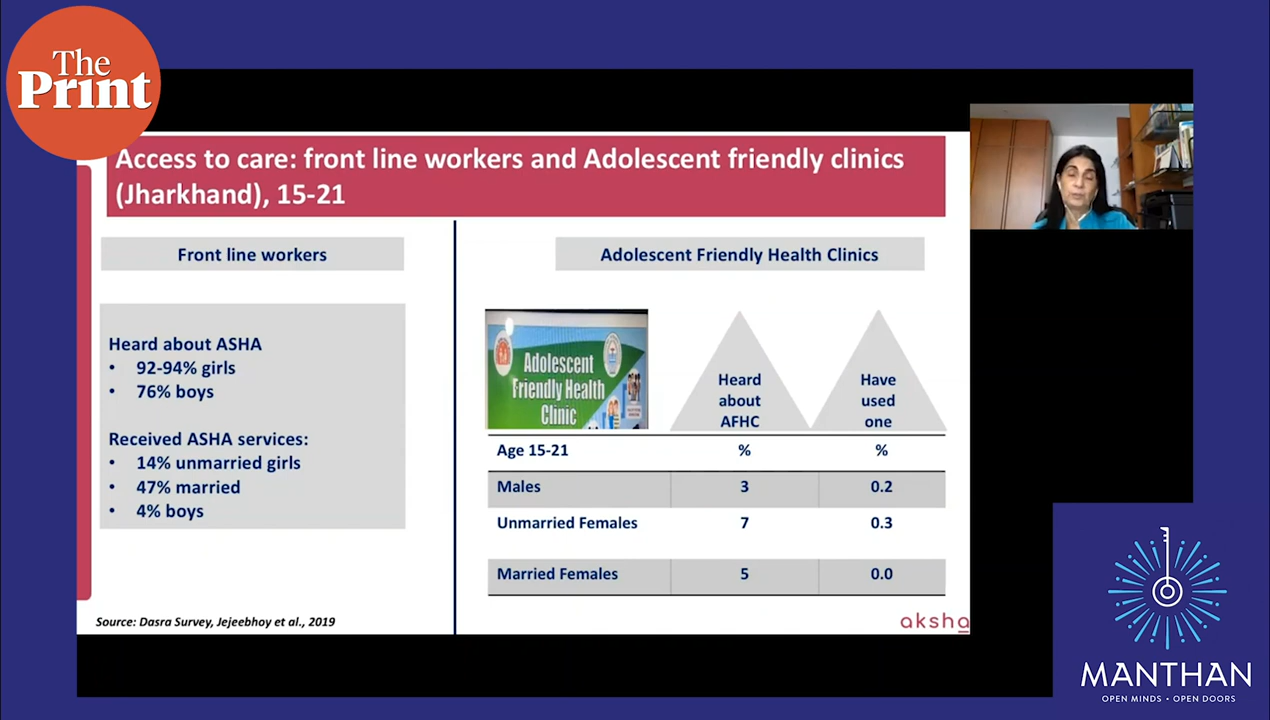 The
Print
Access to care: front line workers and Adolescent friendly clinics
(Jharkhand), 15-21
Front line workers
Heard about ASHA
• 92-94% girls
• 76% boys
Received ASHA services:
• 14% unmarried girls
• 47% married
• 4% boys
Source: Dasra Survey, Jejeebhoy et al., 2019
Adolescent Friendly Health Clinics
Adolescent
Friendly Health
Clinic
Heard
about
AFHC
Have
used
one
Age 15-21 % %
Males 3 0.2
Unmarried Females 7 0.3
Married Females 5 0.0
aksha
MANTHAN
OPEN MINDS • OPEN DOORS